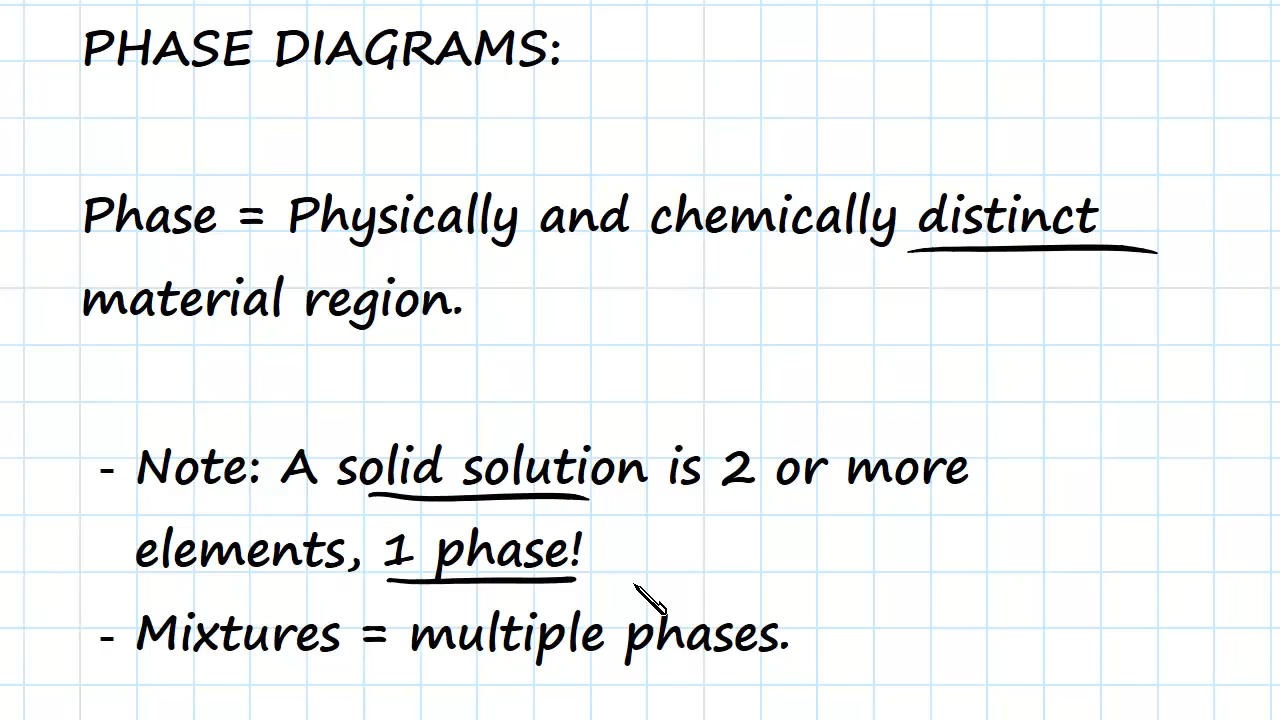 PHASE DIAGRAMS:
Phase = Physically and chemically distinct
material region.
- Note: A solid solution is 2 or more
elements, 1 phase!
- Mixtures = multiple phases.